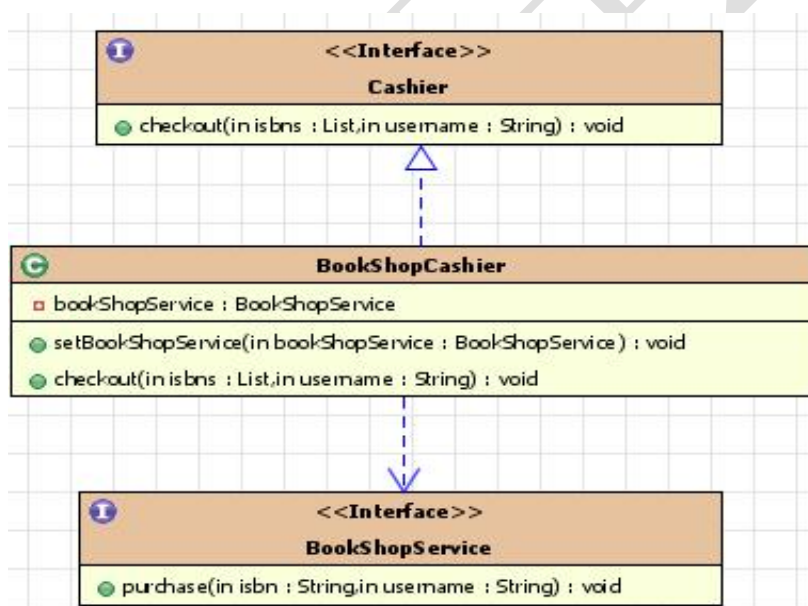 I
<<Interface>>
Cashier
checkout(in isbns : List,in username : String) : void
C
BookShopCashier
bookShopService : BookShopService
setBookShopService(in bookShopService : BookShopService) : void
checkout(in isbns : List,in username : String) : void
I
<<Interface>>
BookShopService
purchase(in isbn : String,in username : String) : void